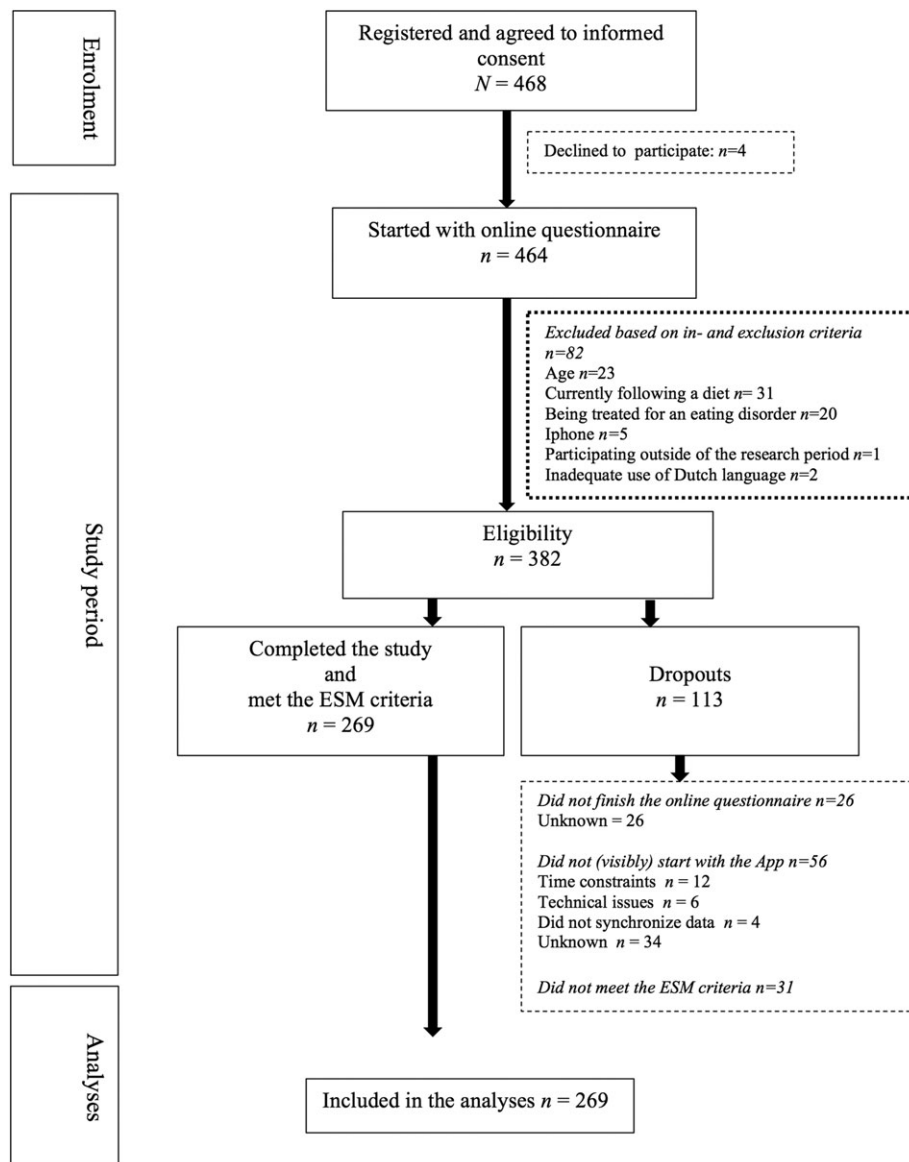 Enrolment
Registered and agreed to informed
consent
N = 468
Declined to participate: n=4
Study period
Started with online questionnaire
n = 464
Excluded based on in- and exclusion criteria
n=82
Age n=23
Currently following a diet n= 31
Being treated for an eating disorder n=20
Iphone n=5
Participating outside of the research period n=1
Inadequate use of Dutch language n=2
Eligibility
n = 382
Completed the study
and
met the ESM criteria
n = 269
Dropouts
n = 113
Did not finish the online questionnaire n=26
Unknown = 26
Did not (visibly) start with the App n=56
Time constraints n = 12
Technical issues n = 6
Did not synchronize data n = 4
Unknown n = 34
Did not meet the ESM criteria n=31
Analyses
Included in the analyses n = 269